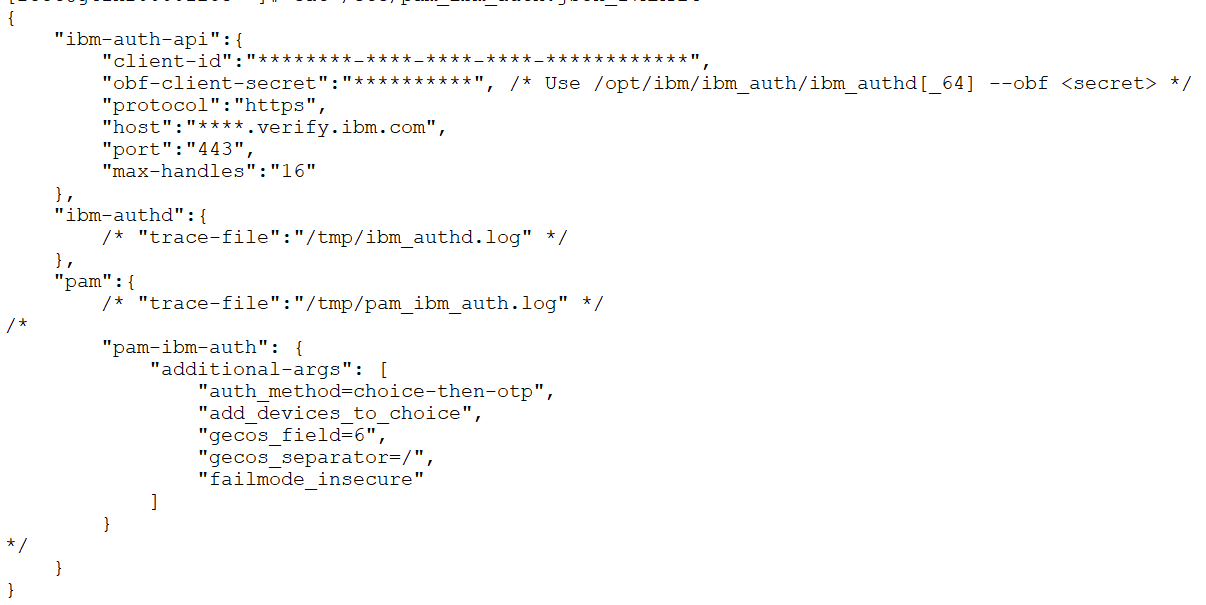 {
    "ibm-auth-api":{
        "client-id":"********-****-****-****-************",
        "obf-client-secret":"**********", /* Use /opt/ibm/ibm_auth/ibm_authd[_64] --obf <secret> */
        "protocol":"https",
        "host":"****.verify.ibm.com",
        "port":"443",
        "max-handles":"16"
    },
    "ibm-authd":{
        /* "trace-file":"/tmp/ibm_authd.log" */
    },
    "pam":{
        /* "trace-file":"/tmp/pam_ibm_auth.log" */
/*
        "pam-ibm-auth": {
            "additional-args": [
                "auth_method=choice-then-otp",
                "add_devices_to_choice",
                "gecos_field=6",
                "gecos_separator=/",
                "failmode_insecure"
            ]
        }
*/
    }
}